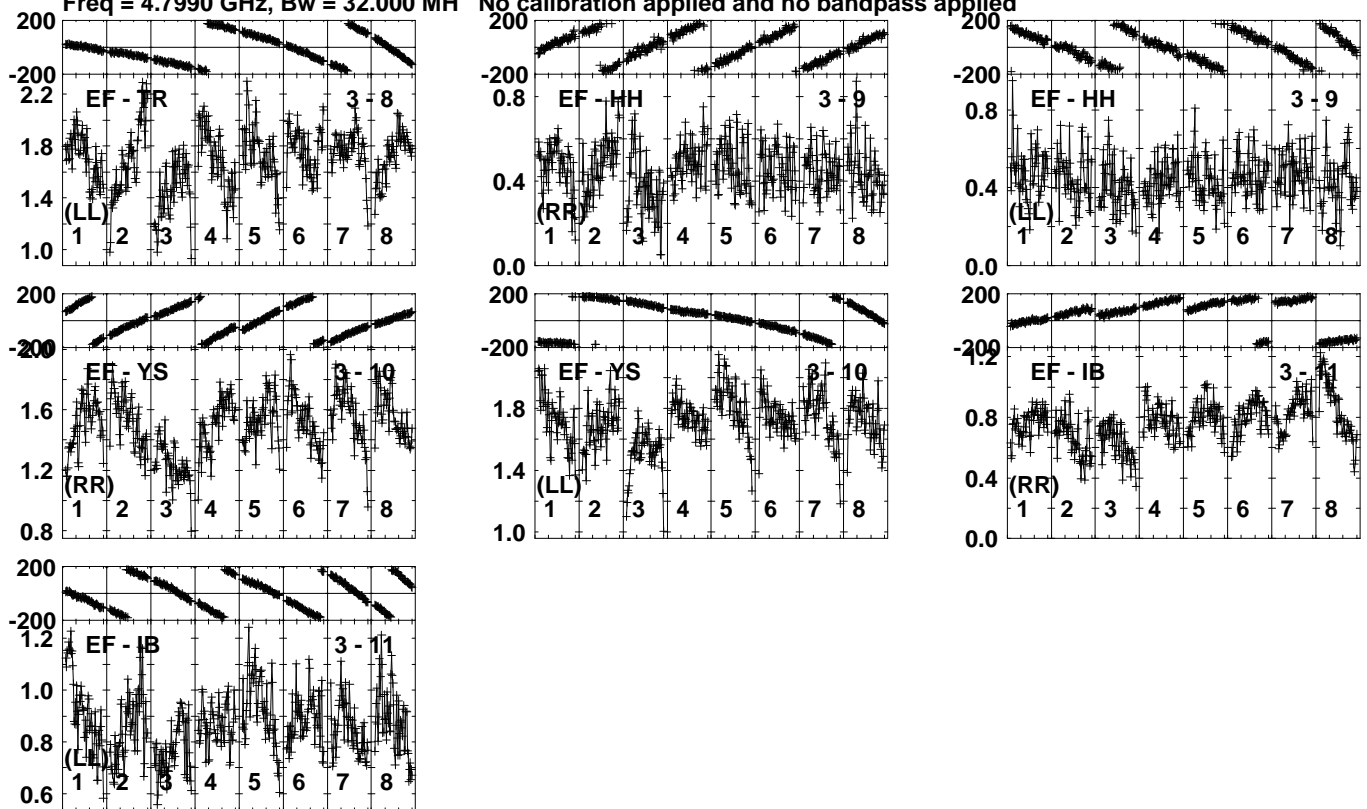 Freq = 4.7990 GHz, Bw = 32.000 MH No calibration applied and no bandpass applied
200
-200
2.2
1.8
1.4
1.0
EF - TR 3 - 8
(LL)
1 2 3 4 5 6 7 8
200
-200
0.8
0.4
0.0
EF - HH 3 - 9
(RR)
1 2 3 4 5 6 7 8
200
-200
0.8
0.4
0.0
EF - HH 3 - 9
(LL)
1 2 3 4 5 6 7 8
200
-200
2.0
1.6
1.2
0.8
EF - YS 3 - 10
(RR)
1 2 3 4 5 6 7 8
200
-200
1.8
1.4
1.0
EF - YS 3 - 10
(LL)
1 2 3 4 5 6 7 8
200
-200
1.2
0.8
0.4
0.0
EF - IB 3 - 11
(RR)
1 2 3 4 5 6 7 8
200
-200
1.2
1.0
0.8
0.6
EF - IB 3 - 11
(LL)
1 2 3 4 5 6 7 8